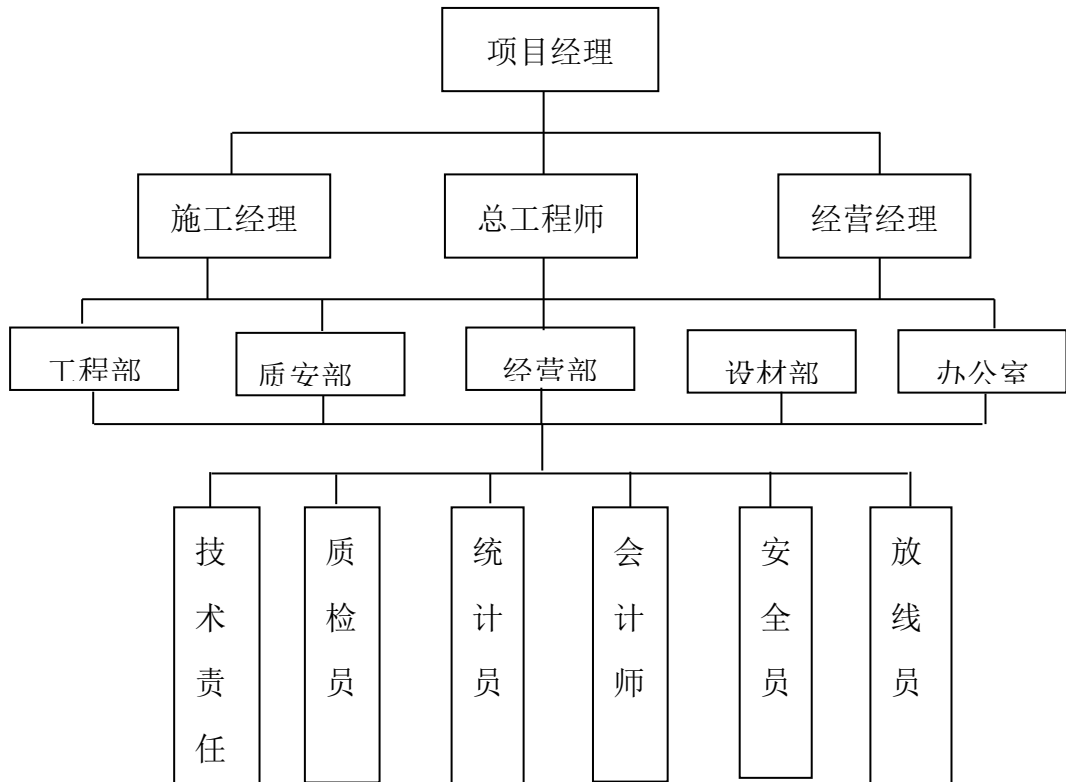 项目经理
施工经理
总工程师
经营经理
工程部
质安部
经营部
设材部
办公室
技术责任
质检员
统计员
会计师
安全员
放线员